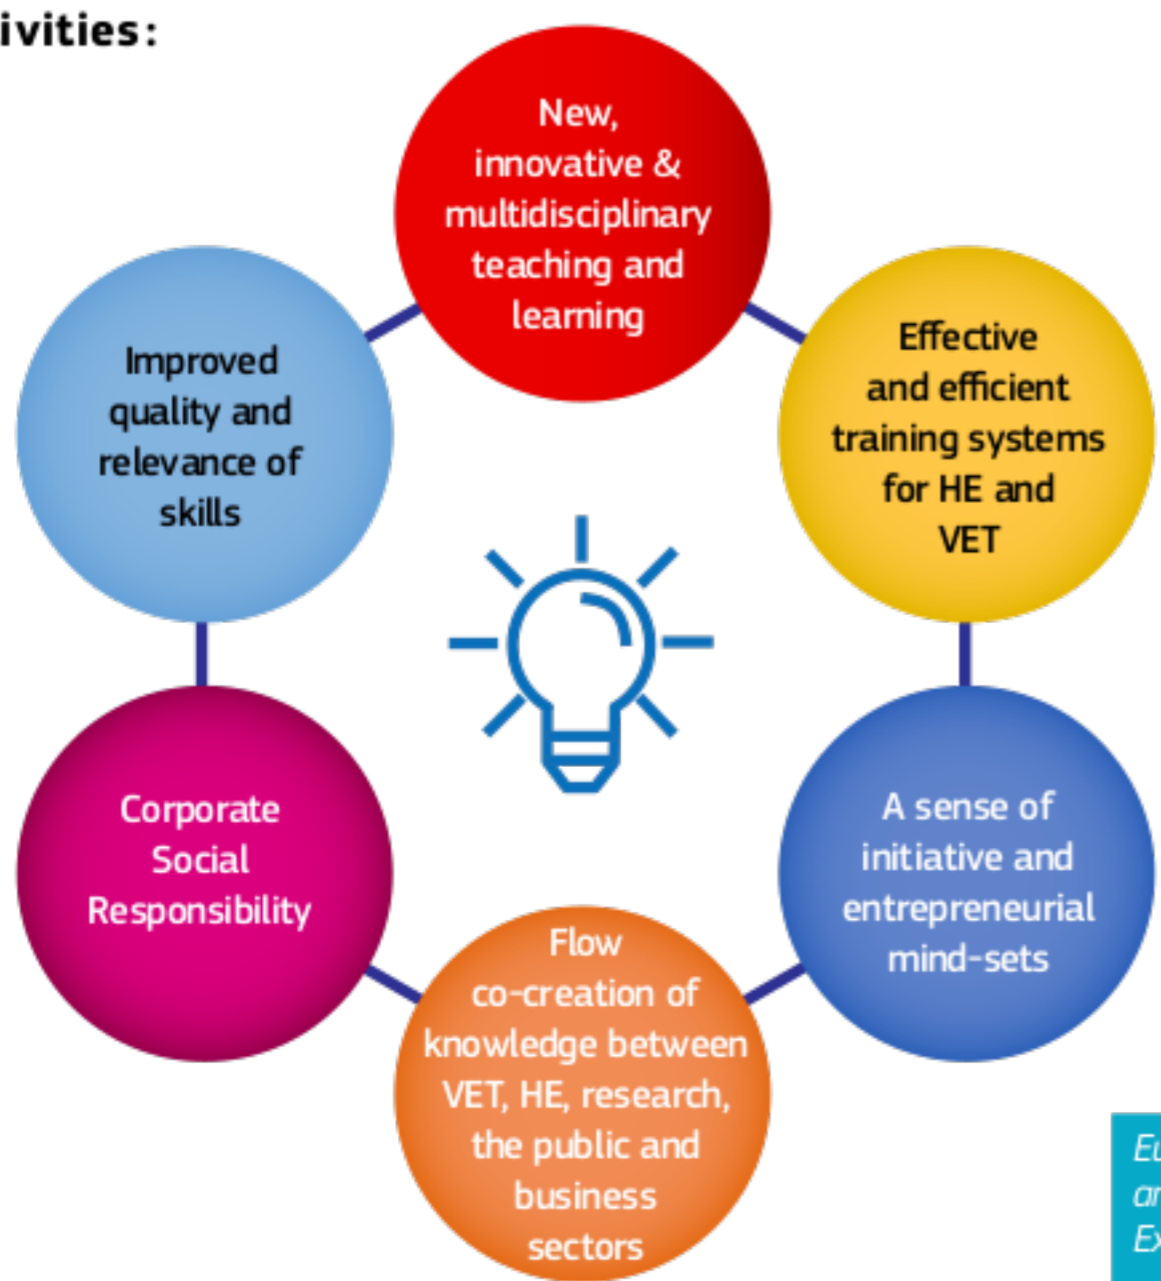 ivities:
New,
innovative &
multidisciplinary
teaching and
learning
Effective
and efficient
training systems
for HE and
VET
A sense of
initiative and
entrepreneurial
mind-sets
Flow
co-creation of
knowledge between
VET, HE, research,
the public and
business
sectors
Corporate
Social
Responsibility
Improved
quality and
relevance of
skills